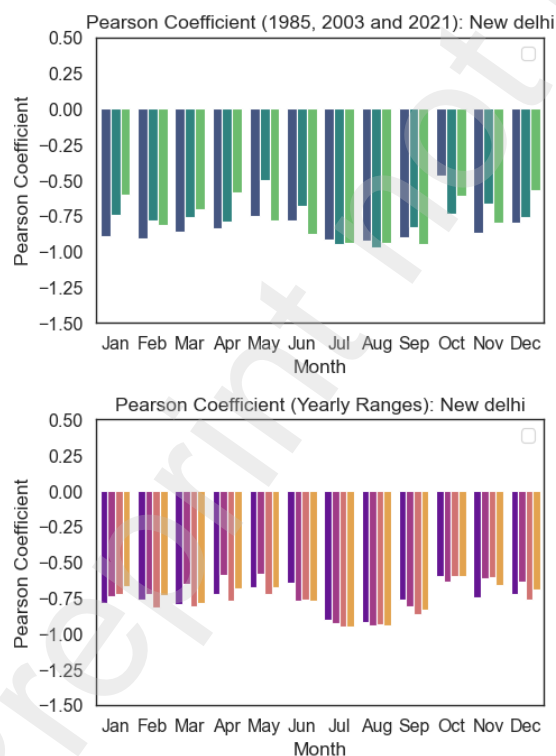 Pearson Coefficient (1985, 2003 and 2021): New delhi
0.50
0.25
0.00
−0.25
−0.50
−0.75
−1.00
−1.25
−1.50
Pearson Coefficient
Jan Feb Mar Apr May Jun Jul Aug Sep Oct Nov Dec
Month
Pearson Coefficient (Yearly Ranges): New delhi
0.50
0.25
0.00
−0.25
−0.50
−0.75
−1.00
−1.25
−1.50
Pearson Coefficient
Jan Feb Mar Apr May Jun Jul Aug Sep Oct Nov Dec
Month
Preprint not